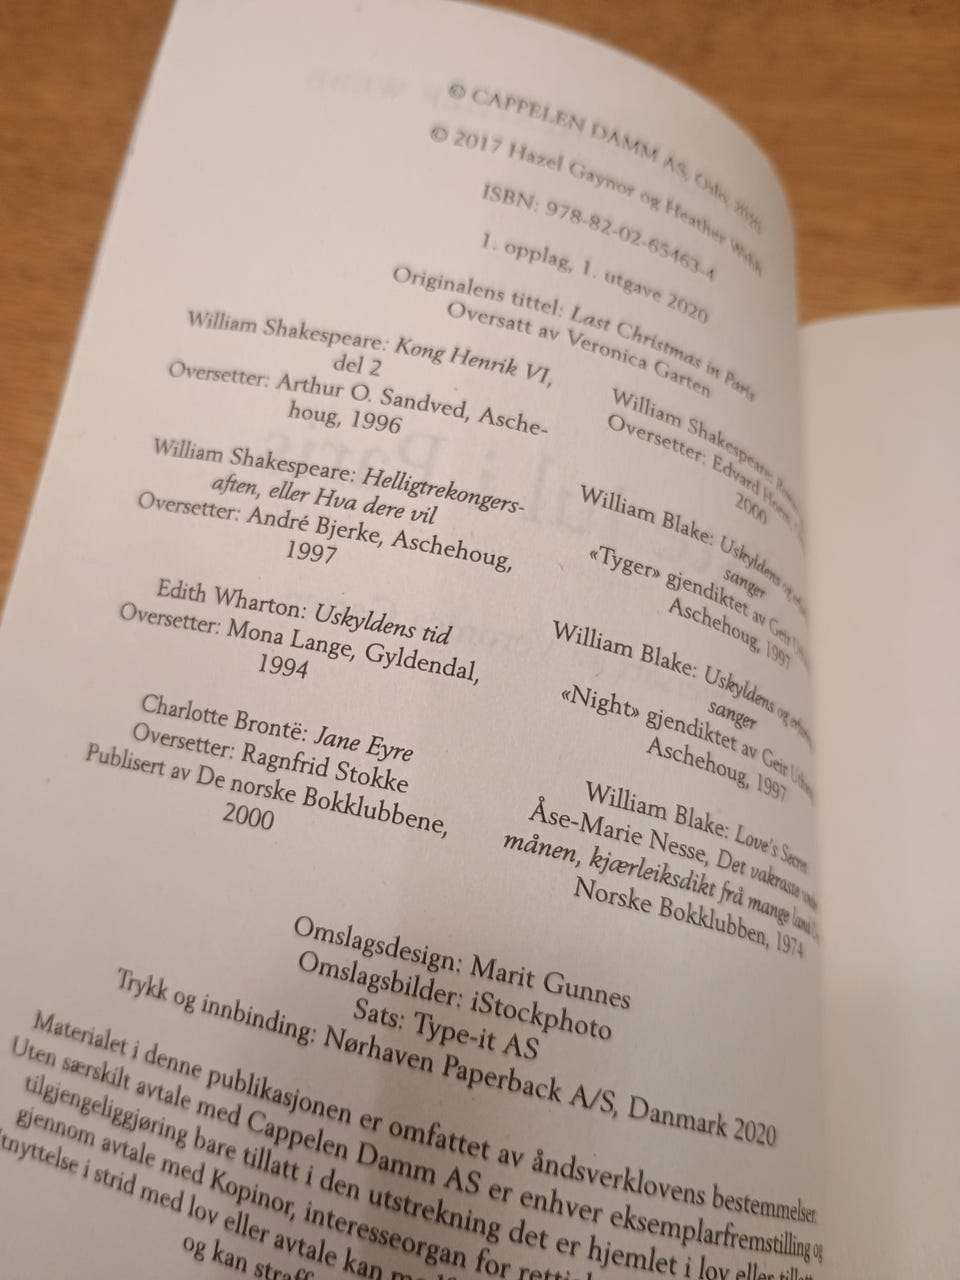 © CAPPELEN DAMM AS, Oslo, 2020
© 2017 Hazel Gaynor og Heather Webb
ISBN: 978-82-02-65463-4
1. opplag, 1. utgave 2020
Originalens tittel: Last Christmas in Paris
Oversatt av Veronica Garten
William Shakespeare: Kong Henrik VI,
del 2
Oversetter: Arthur O. Sandved, Asche-
houg, 1996
William Shakespeare: Helligtrekongers-
aften, eller Hva dere vil
Oversetter: André Bjerke, Aschehoug,
1997
Edith Wharton: Uskyldens tid
Oversetter: Mona Lange, Gyldendal,
1994
Charlotte Brontë: Jane Eyre
Oversetter: Ragnfrid Stokke
Publisert av De norske Bokklubbene,
2000
William Shakespeare:
Oversetter: Edvard Hoem
2000
William Blake: Uskyldens og
sanger
«Tyger» gjendiktet av Geir
Aschehoug, 1997
William Blake: Uskyldens og
sanger
«Night» gjendiktet av Geir
Aschehoug, 1997
William Blake: Love's Secret
Åse-Marie Nesse, Det vakraste
månen, kjærleiksdikt frå mange land
Norske Bokklubben, 1974
Omslagsdesign: Marit Gunnes
Omslagsbilder: iStockphoto
Sats: Type-it AS
Trykk og innbinding: Nørhaven Paperback A/S, Danmark 2020
Materialet i denne publikasjonen er omfattet av åndsverklovens bestemmelser.
Uten særskilt avtale med Cappelen Damm AS er enhver eksemplarfremstilling og
tilgjengeliggjøring bare tillatt i den utstrekning det er hjemlet i lov eller
gjennom avtale med Kopinor, interesseorgan for
i strid med lov eller avtale kan
og kan